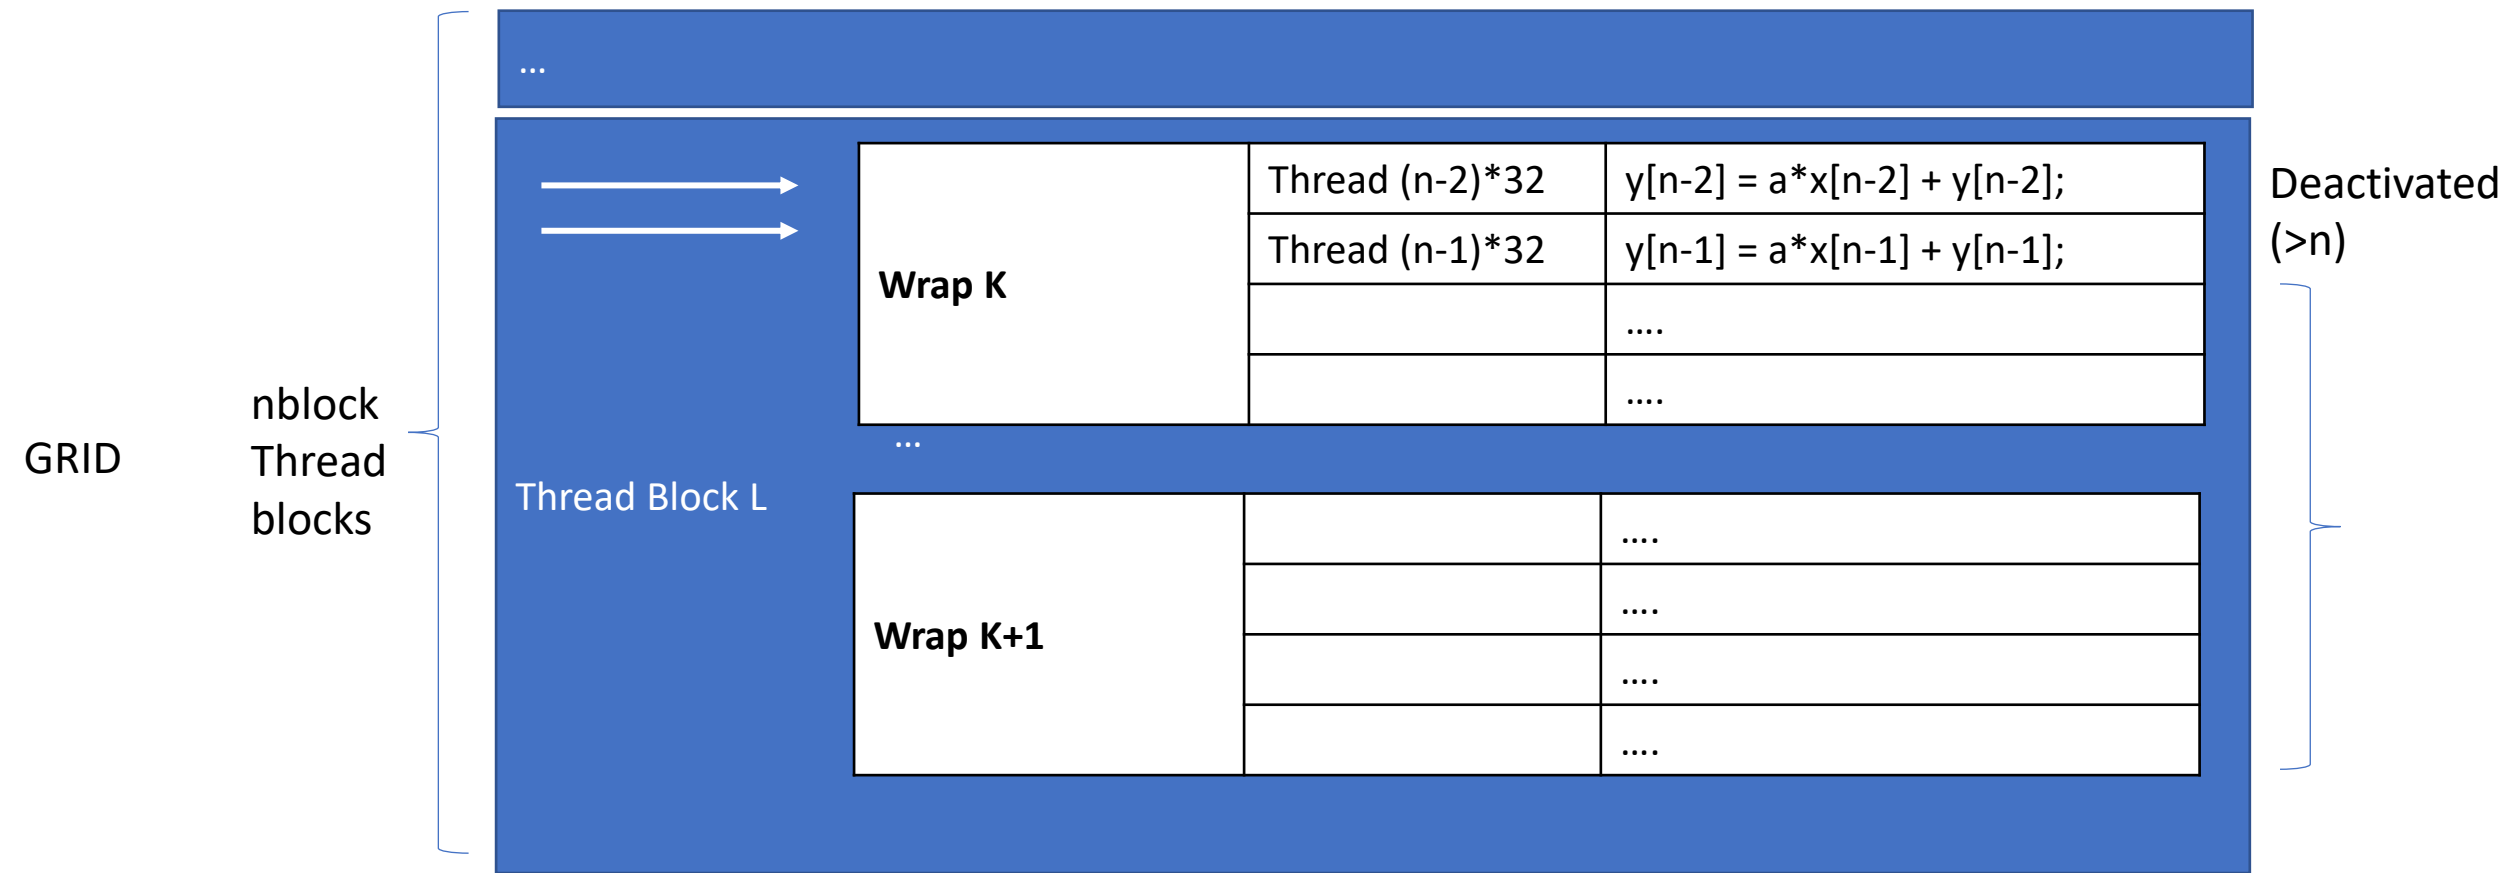 …
Thread (n-2)*32 y[n-2] = a*x[n-2] + y[n-2];
Deactivated
(>n)
Thread (n-1)*32 y[n-1] = a*x[n-1] + y[n-1];
Wrap K
….
….
…
GRID
nblock
Thread
blocks
Thread Block L
….
….
Wrap K+1
….
….